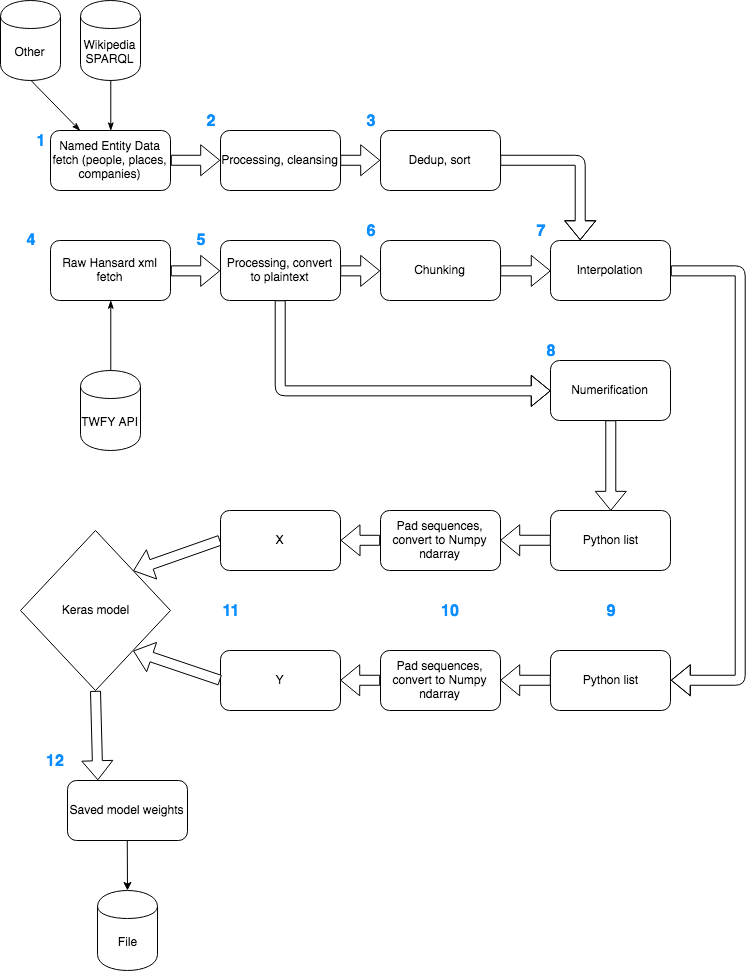 Other
Wikipedia
SPARQL
1
2
3
Named Entity Data
fetch (people, places,
companies)
Processing, cleansing
Dedup, sort
4
5
6
7
Raw Hansard xml
fetch
Processing, convert
to plaintext
Chunking
Interpolation
8
Numerification
TWFY API
X
Pad sequences,
convert to Numpy
ndarray
Python list
Keras model
11
10
9
Y
Pad sequences,
convert to Numpy
ndarray
Python list
12
Saved model weights
File